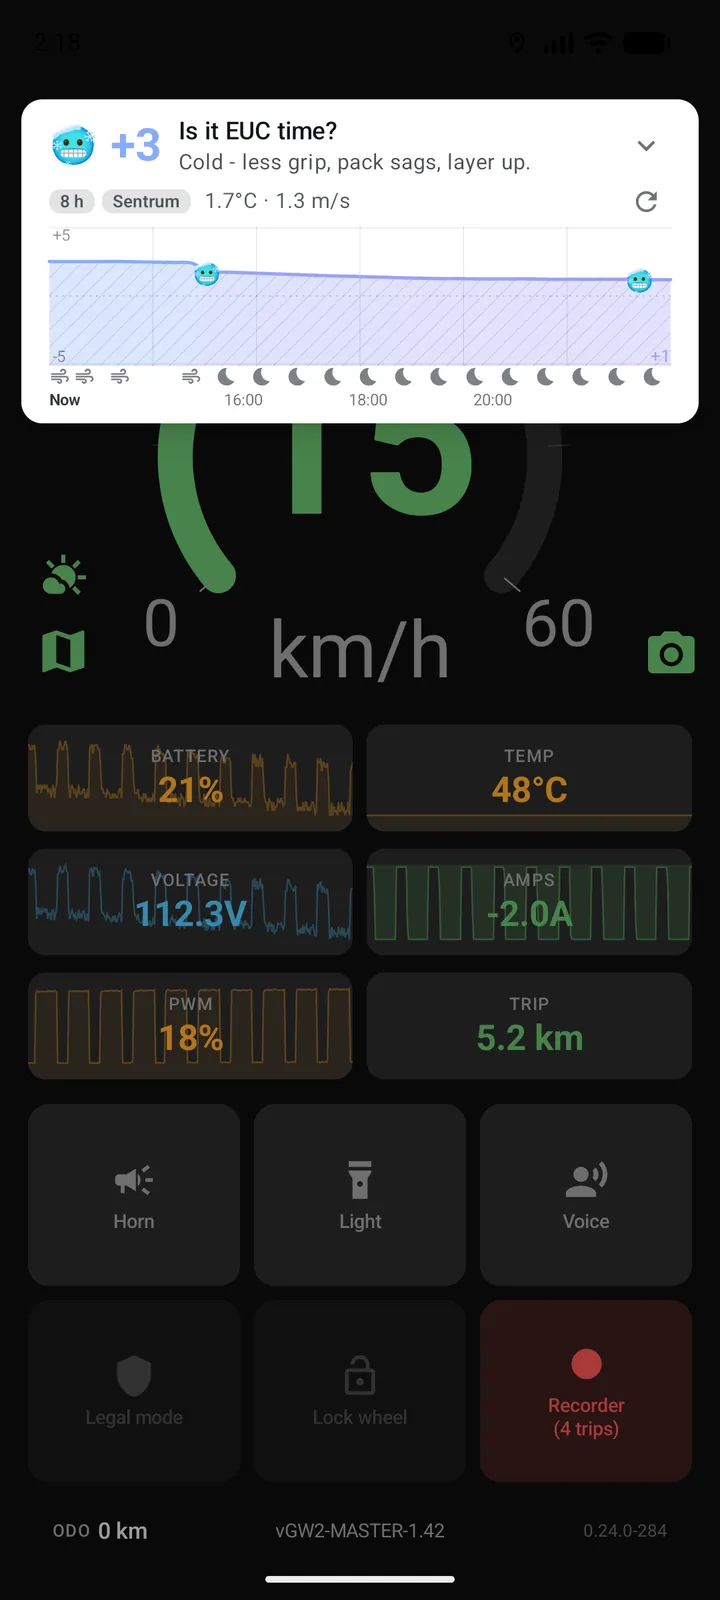 2:18
+3
Is it EUC time?
Cold - less grip, pack sags, layer up.
8 h
Sentrum
1.7°C · 1.3 m/s
+5
-5
+1
Now
16:00
18:00
20:00
15
0
60
km/h
BATTERY
21%
TEMP
48°C
VOLTAGE
112.3V
AMPS
-2.0A
PWM
18%
TRIP
5.2 km
Horn
Light
Voice
Legal mode
Lock wheel
Recorder
(4 trips)
ODO 0 km
vGW2-MASTER-1.42
0.24.0-284